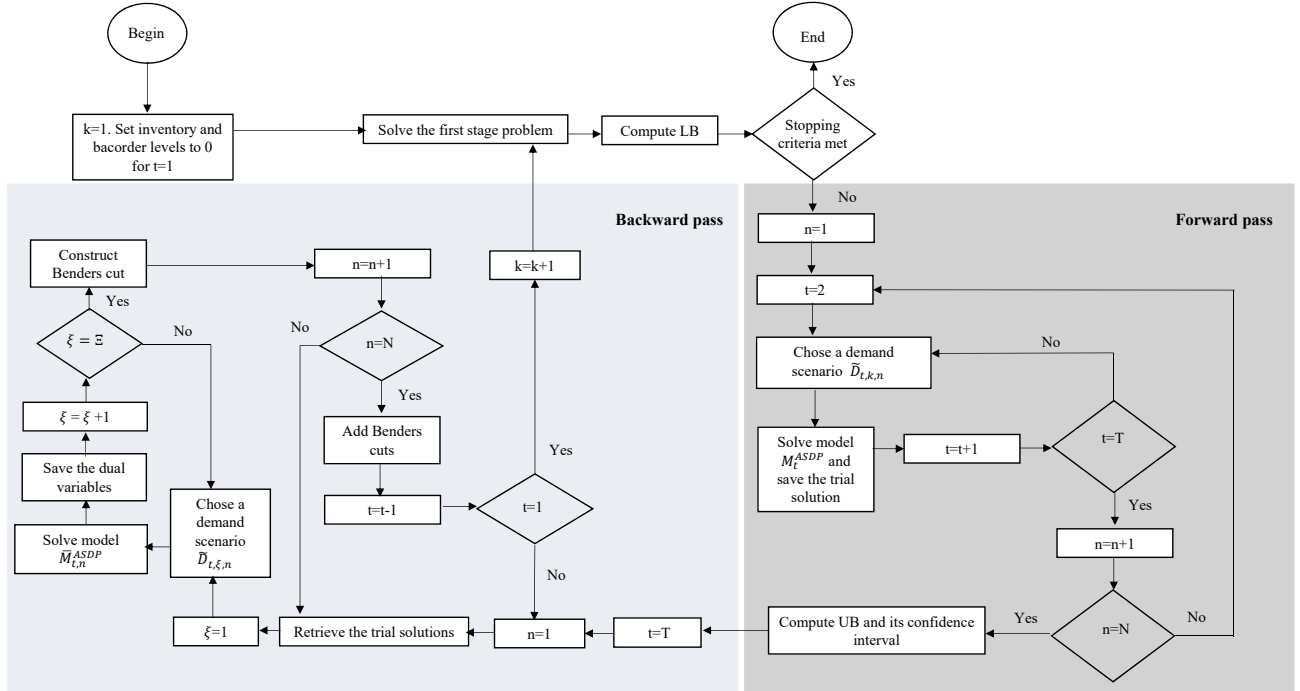 Begin
End
Yes
k=1. Set inventory and
bacorder levels to 0
for t=1
Solve the first stage problem
Compute LB
Stopping
criteria met
No
Backward pass
Forward pass
n=1
t=2
Chose a demand
scenario D̃_{t,k,n}
No
Solve model
M_t^{ASDP} and
save the trial
solution
t=t+1
t=T
Yes
n=n+1
n=N
No
Yes
Compute UB and its confidence
interval
t=T
n=1
Retrieve the trial solutions
ξ=1
Chose a
demand
scenario
D̃_{t,ξ,n}
Solve model
M̄_{t,n}^{ASDP}
Save the dual
variables
ξ = ξ +1
ξ = Ξ
No
Yes
Construct
Benders cut
n=n+1
n=N
No
Yes
Add Benders
cuts
t=t-1
t=1
Yes
No
k=k+1